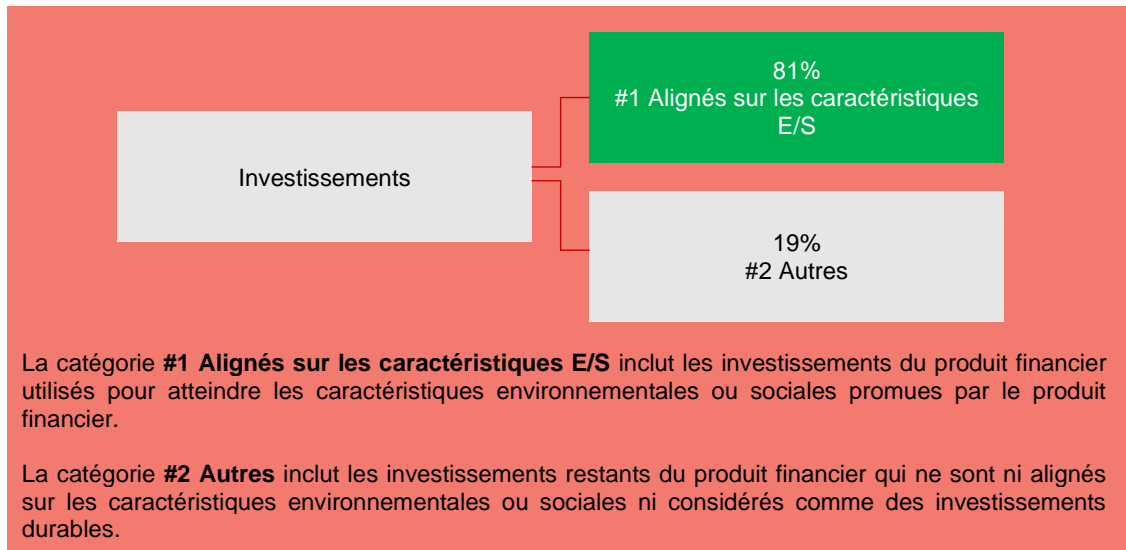 81%
#1 Alignés sur les caractéristiques
E/S
Investissements
19%
#2 Autres
La catégorie #1 Alignés sur les caractéristiques E/S inclut les investissements du produit financier
utilisés pour atteindre les caractéristiques environnementales ou sociales promues par le produit
financier.
La catégorie #2 Autres inclut les investissements restants du produit financier qui ne sont ni alignés
sur les caractéristiques environnementales ou sociales ni considérés comme des investissements
durables.